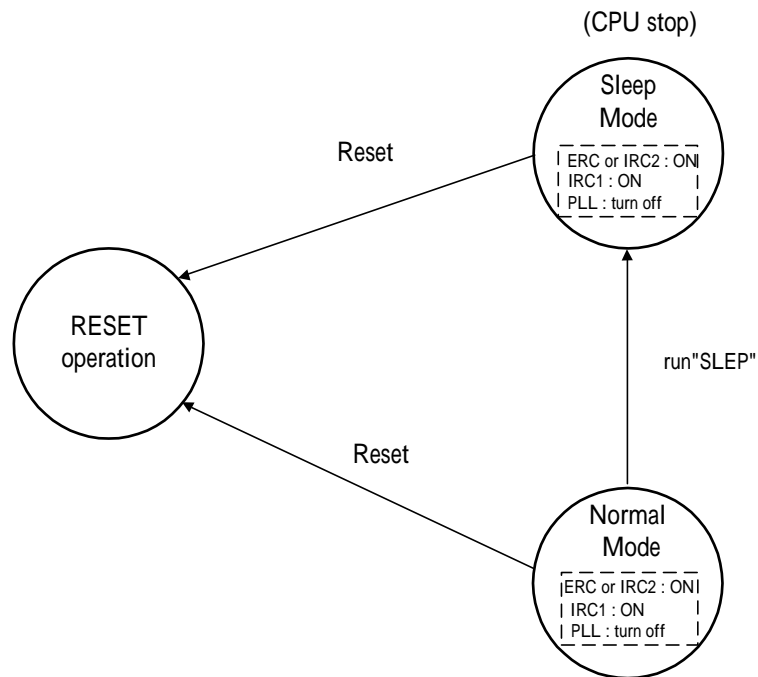 (CPU stop)
Sleep
Mode
ERC or IRC2 : ON
IRC1 : ON
PLL : turn off
Reset
RESET
operation
run"SLEP"
Reset
Normal
Mode
ERC or IRC2 : ON
IRC1 : ON
PLL : turn off